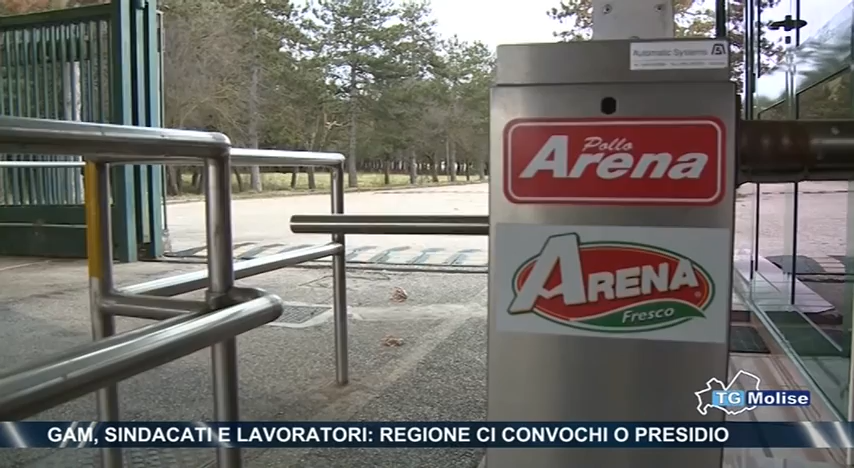 Automatic Systems
Pollo
Arena
ARENA
Fresco
TG Molise
GAM, SINDACATI E LAVORATORI: REGIONE CI CONVOCHI O PRESIDIO